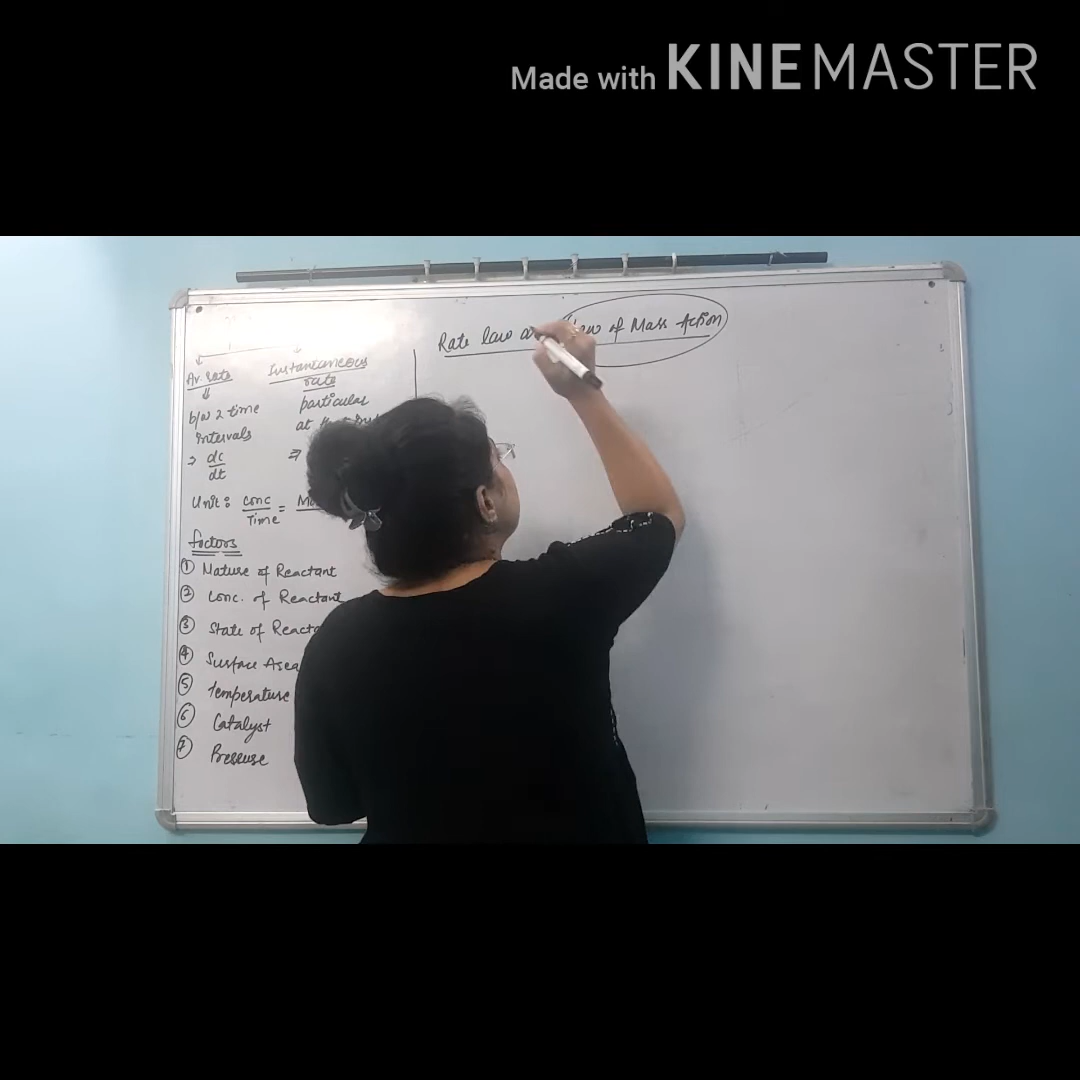 Made with KINEMASTER
Rate law and Law of Mass Action
Av. rate
Instantaneous
rate
⇓
b/w 2 time
intervals
⇒ dc/dt
particular
at
⇒
Unit: Conc/Time =
factors
① Nature of Reactant
② Conc. of Reactant
③ State of
④ Surface Area
⑤ Temperature
⑥ Catalyst
⑦ Pressure